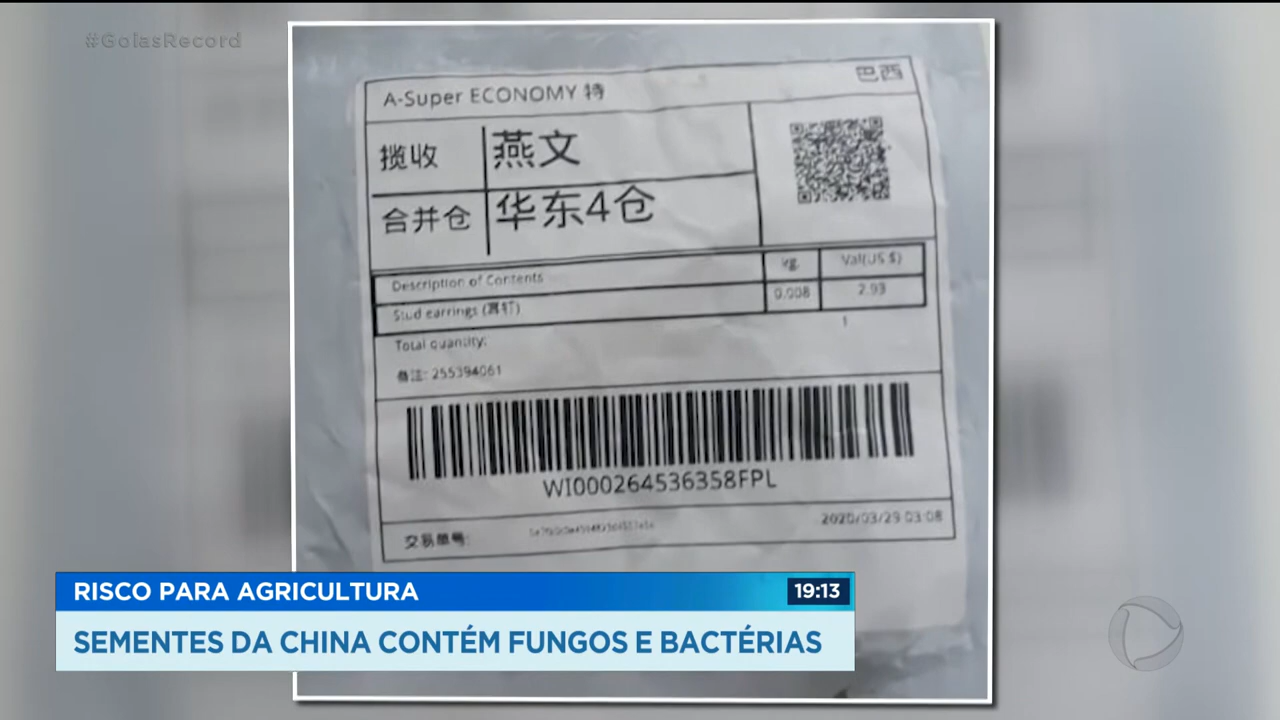 #GoiasRecord
A-Super ECONOMY 特
巴西
揽收
燕文
合并仓
华东4仓
Description of Contents
kg
Val(US $)
Stud earrings (耳钉)
0.008
2.93
Total quantity:
1
备注: 255394061
WI000264536358FPL
交易单号:
2020/03/29 03:08
RISCO PARA AGRICULTURA
19:13
SEMENTES DA CHINA CONTÉM FUNGOS E BACTÉRIAS